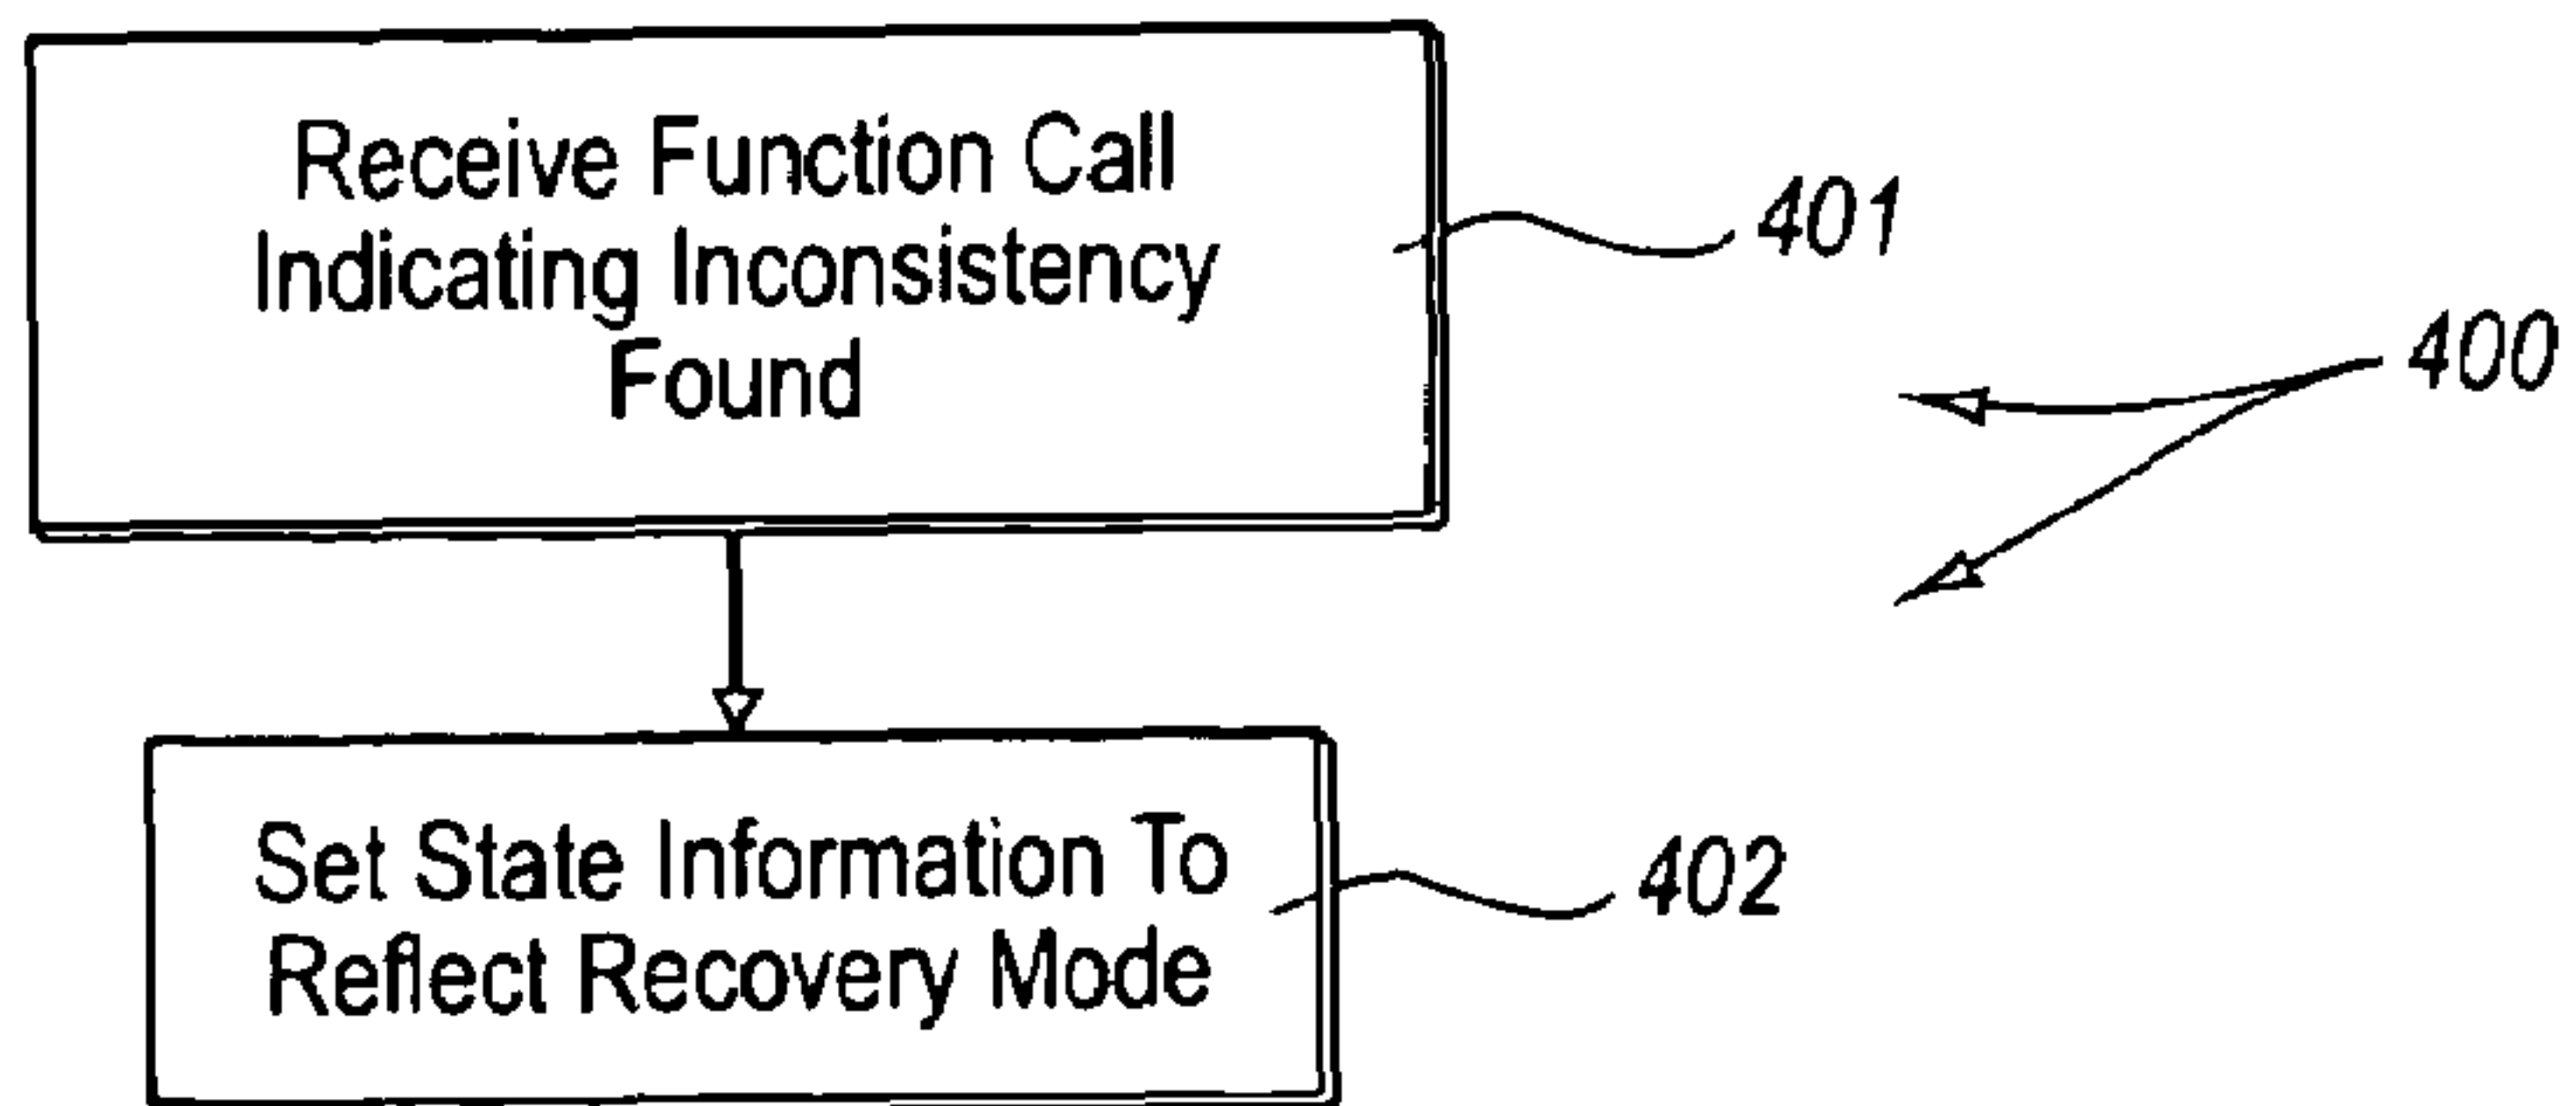 Receive Function Call
Indicating Inconsistency
Found
401
400
Set State Information To
Reflect Recovery Mode
402